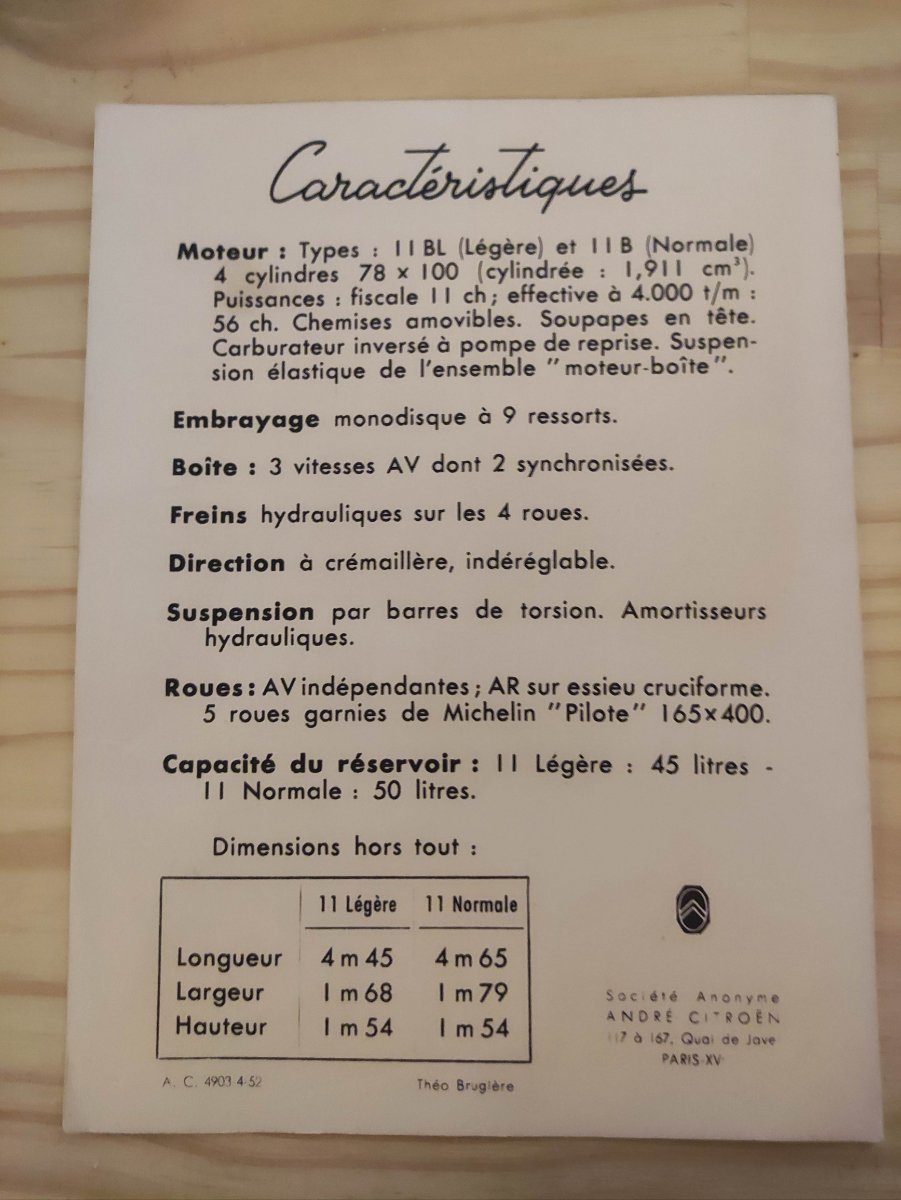 Caractéristiques
Moteur : Types : 11 BL (Légère) et 11 B (Normale)
4 cylindres 78 x 100 (cylindrée : 1,911 cm³).
Puissances : fiscale 11 ch ; effective à 4.000 t/m :
56 ch. Chemises amovibles. Soupapes en tête.
Carburateur inversé à pompe de reprise. Suspen-
sion élastique de l'ensemble "moteur-boîte".
Embrayage monodisque à 9 ressorts.
Boîte : 3 vitesses AV dont 2 synchronisées.
Freins hydrauliques sur les 4 roues.
Direction à crémaillère, indéréglable.
Suspension par barres de torsion. Amortisseurs
hydrauliques.
Roues : AV indépendantes ; AR sur essieu cruciforme.
5 roues garnies de Michelin "Pilote" 165x400.
Capacité du réservoir : 11 Légère : 45 litres -
11 Normale : 50 litres.
Dimensions hors tout :
11 Légère 11 Normale
Longueur 4 m 45 4 m 65
Largeur 1 m 68 1 m 79
Hauteur 1 m 54 1 m 54
Société Anonyme
ANDRÉ CITROËN
117 à 167, Quai de Javel
PARIS-XV
A. C. 4903 4-52
Théo Brugière